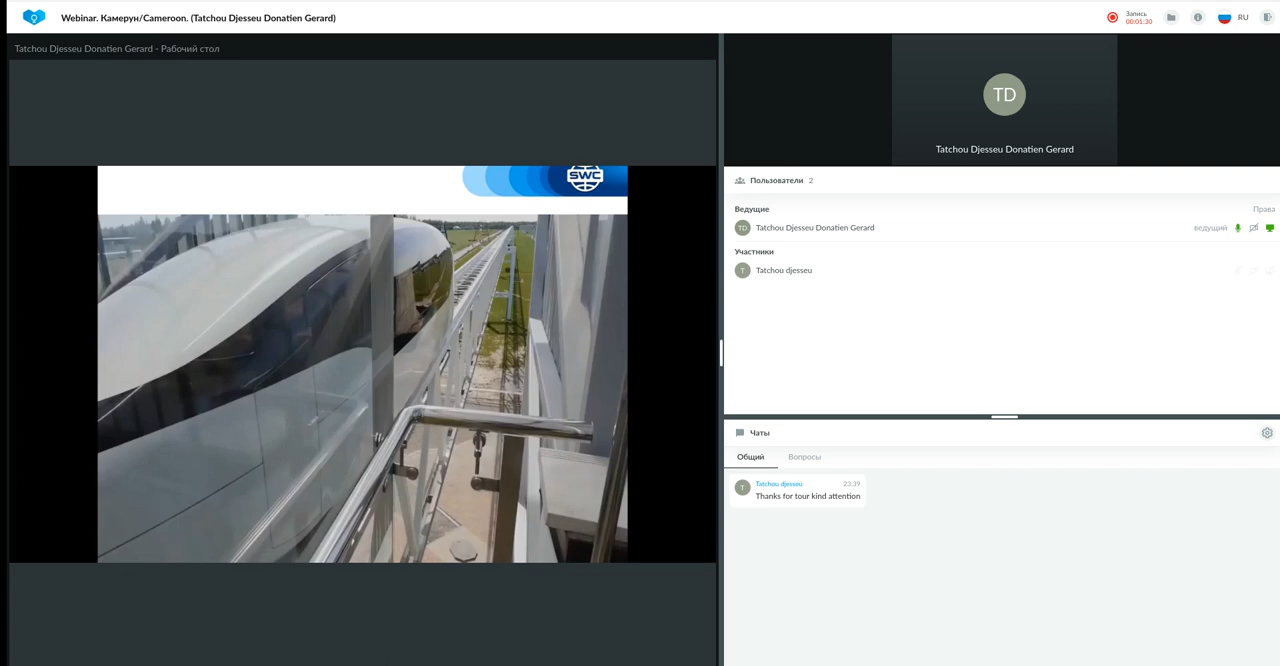 Webinar. Камерун/Cameroon. (Tatchou Djesseu Donatien Gerard)
Запись
00:01:30
RU
Tatchou Djesseu Donatien Gerard - Рабочий стол
SWC
TD
Tatchou Djesseu Donatien Gerard
Пользователи 2
Ведущие Права
TD Tatchou Djesseu Donatien Gerard ведущий
Участники
T Tatchou djesseu
Чаты
Общий Вопросы
T Tatchou djesseu 23:39
Thanks for tour kind attention